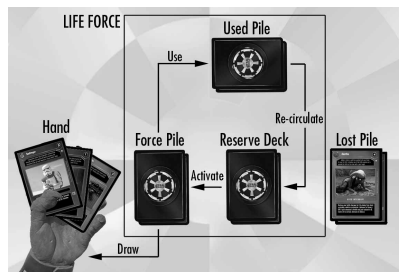 LIFE FORCE
Used Pile
Use
Re-circulate
Hand
Force Pile
Reserve Deck
Lost Pile
Activate
Draw